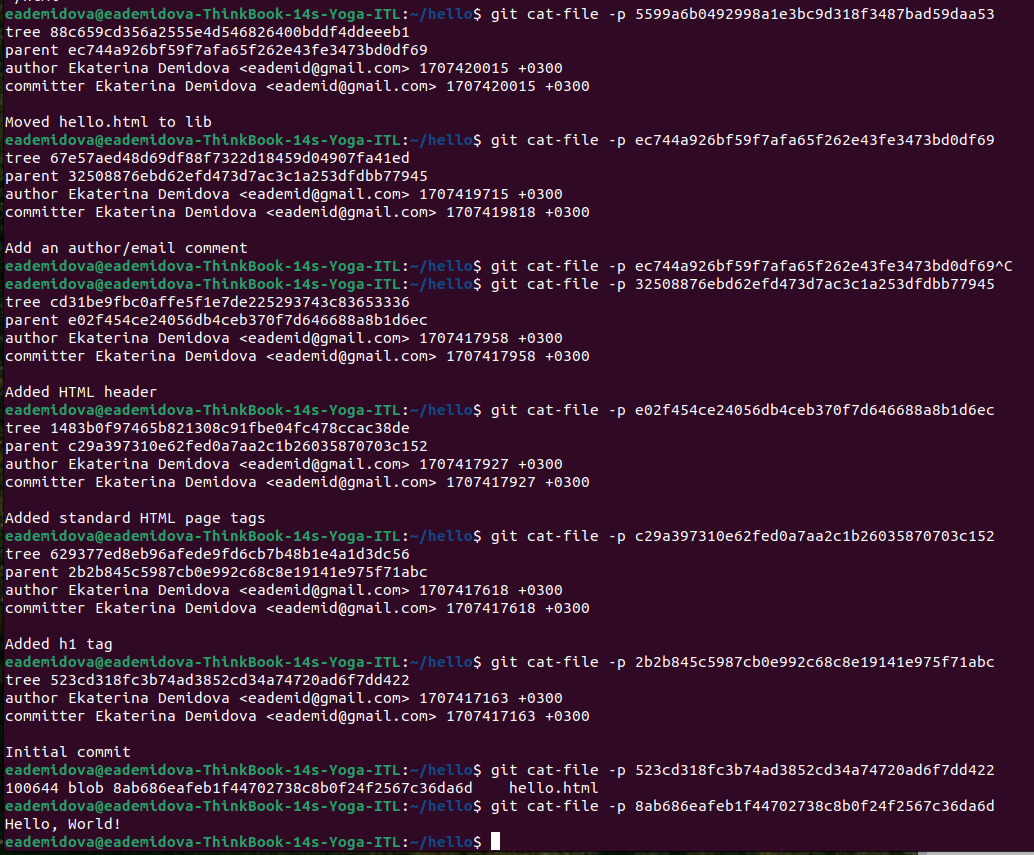 eademidova@eademidova-ThinkBook-14s-Yoga-ITL:~/hello$ git cat-file -p 5599a6b0492998a1e3bc9d318f3487bad59daa53
tree 88c659cd356a2555e4d546826400bddf4ddeeeb1
parent ec744a926bf59f7afa65f262e43fe3473bd0df69
author Ekaterina Demidova <eademid@gmail.com> 1707420015 +0300
committer Ekaterina Demidova <eademid@gmail.com> 1707420015 +0300

Moved hello.html to lib
eademidova@eademidova-ThinkBook-14s-Yoga-ITL:~/hello$ git cat-file -p ec744a926bf59f7afa65f262e43fe3473bd0df69
tree 67e57aed48d69df88f7322d18459d04907fa41ed
parent 32508876ebd62efd473d7ac3c1a253dfdbb77945
author Ekaterina Demidova <eademid@gmail.com> 1707419715 +0300
committer Ekaterina Demidova <eademid@gmail.com> 1707419818 +0300

Add an author/email comment
eademidova@eademidova-ThinkBook-14s-Yoga-ITL:~/hello$ git cat-file -p ec744a926bf59f7afa65f262e43fe3473bd0df69^C
eademidova@eademidova-ThinkBook-14s-Yoga-ITL:~/hello$ git cat-file -p 32508876ebd62efd473d7ac3c1a253dfdbb77945
tree cd31be9fbc0affe5f1e7de225293743c83653336
parent e02f454ce24056db4ceb370f7d646688a8b1d6ec
author Ekaterina Demidova <eademid@gmail.com> 1707417958 +0300
committer Ekaterina Demidova <eademid@gmail.com> 1707417958 +0300

Added HTML header
eademidova@eademidova-ThinkBook-14s-Yoga-ITL:~/hello$ git cat-file -p e02f454ce24056db4ceb370f7d646688a8b1d6ec
tree 1483b0f97465b821308c91fbe04fc478ccac38de
parent c29a397310e62fed0a7aa2c1b26035870703c152
author Ekaterina Demidova <eademid@gmail.com> 1707417927 +0300
committer Ekaterina Demidova <eademid@gmail.com> 1707417927 +0300

Added standard HTML page tags
eademidova@eademidova-ThinkBook-14s-Yoga-ITL:~/hello$ git cat-file -p c29a397310e62fed0a7aa2c1b26035870703c152
tree 629377ed8eb96afede9fd6cb7b48b1e4a1d3dc56
parent 2b2b845c5987cb0e992c68c8e19141e975f71abc
author Ekaterina Demidova <eademid@gmail.com> 1707417618 +0300
committer Ekaterina Demidova <eademid@gmail.com> 1707417618 +0300

Added h1 tag
eademidova@eademidova-ThinkBook-14s-Yoga-ITL:~/hello$ git cat-file -p 2b2b845c5987cb0e992c68c8e19141e975f71abc
tree 523cd318fc3b74ad3852cd34a74720ad6f7dd422
author Ekaterina Demidova <eademid@gmail.com> 1707417163 +0300
committer Ekaterina Demidova <eademid@gmail.com> 1707417163 +0300

Initial commit
eademidova@eademidova-ThinkBook-14s-Yoga-ITL:~/hello$ git cat-file -p 523cd318fc3b74ad3852cd34a74720ad6f7dd422
100644 blob 8ab686eafeb1f44702738c8b0f24f2567c36da6d    hello.html
eademidova@eademidova-ThinkBook-14s-Yoga-ITL:~/hello$ git cat-file -p 8ab686eafeb1f44702738c8b0f24f2567c36da6d
Hello, World!
eademidova@eademidova-ThinkBook-14s-Yoga-ITL:~/hello$